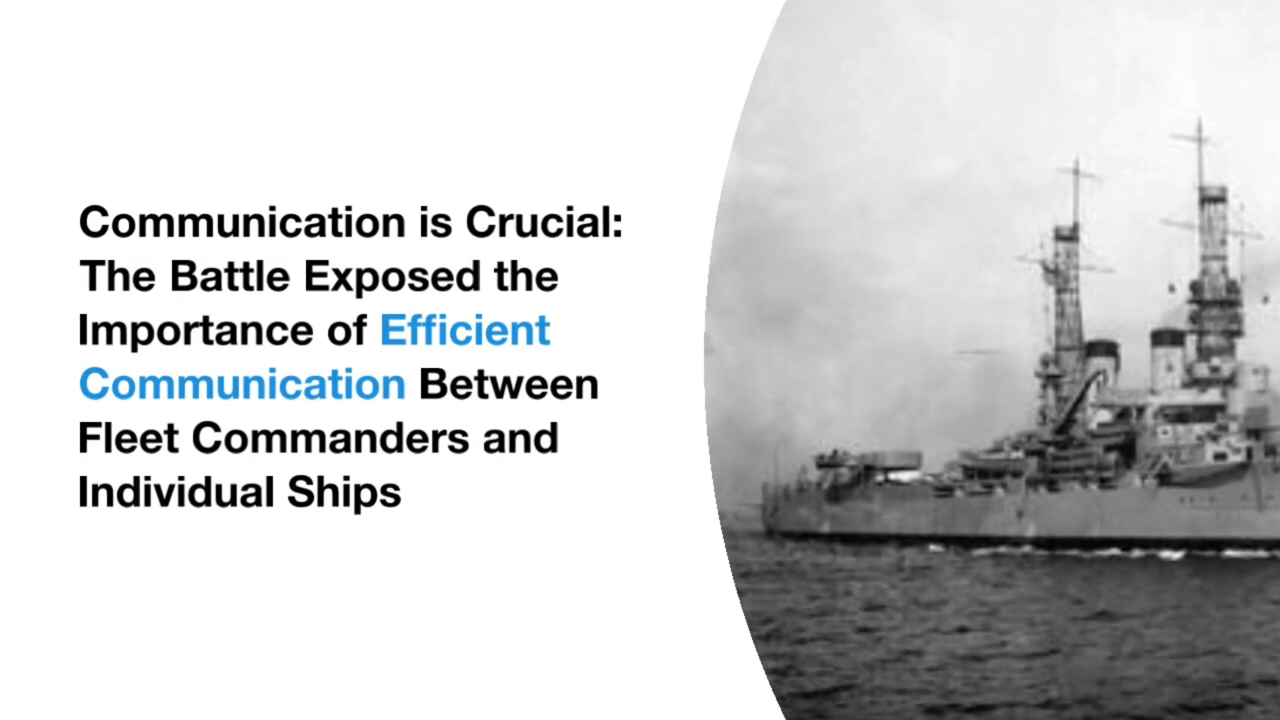 Communication is Crucial:
The Battle Exposed the
Importance of Efficient
Communication Between
Fleet Commanders and
Individual Ships